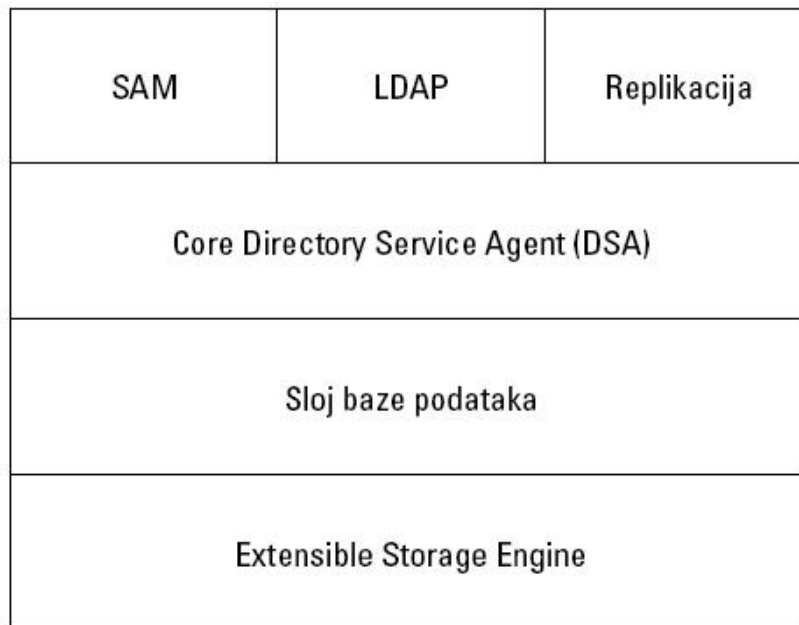 SAM
LDAP
Replikacija
Core Directory Service Agent (DSA)
Sloj baze podataka
Extensible Storage Engine